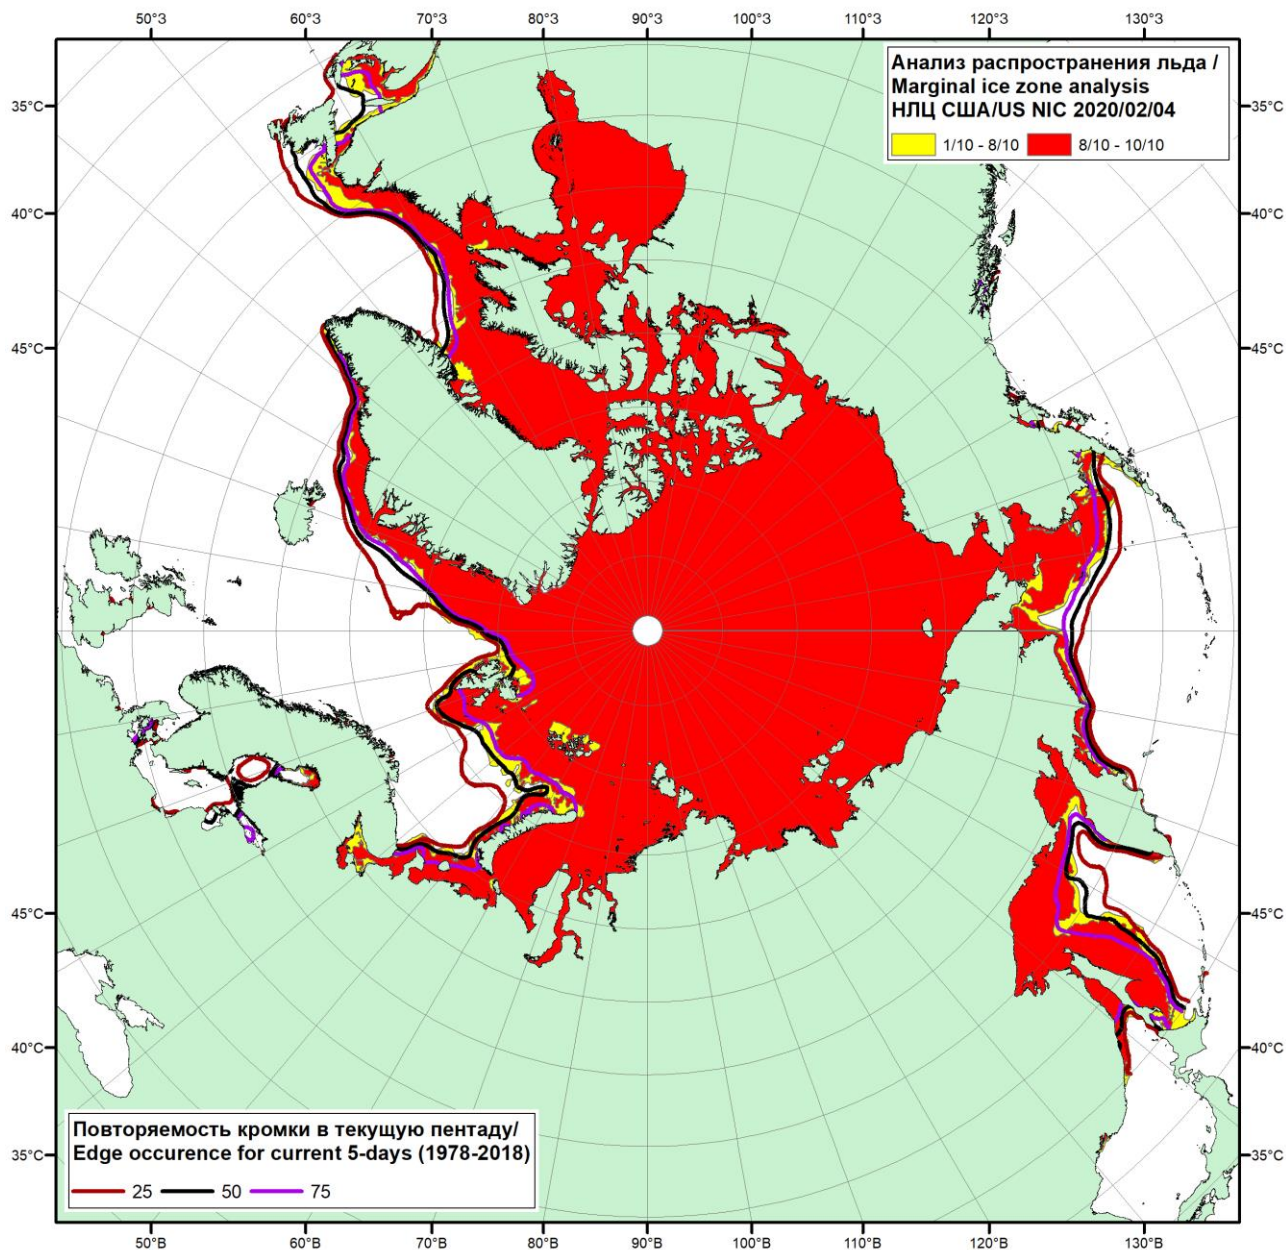 50°З 60°З 70°З 80°З 90°З 100°З 110°З 120°З 130°З
Анализ распространения льда /
Marginal ice zone analysis
НЛЦ США/US NIC 2020/02/04
1/10 - 8/10 8/10 - 10/10
35°С 35°С
40°С 40°С
45°С 45°С
45°С 45°С
40°С 40°С
Повторяемость кромки в текущую пентаду/
Edge occurence for current 5-days (1978-2018)
25 50 75
35°С 35°С
50°В 60°В 70°В 80°В 90°В 100°В 110°В 120°В 130°В